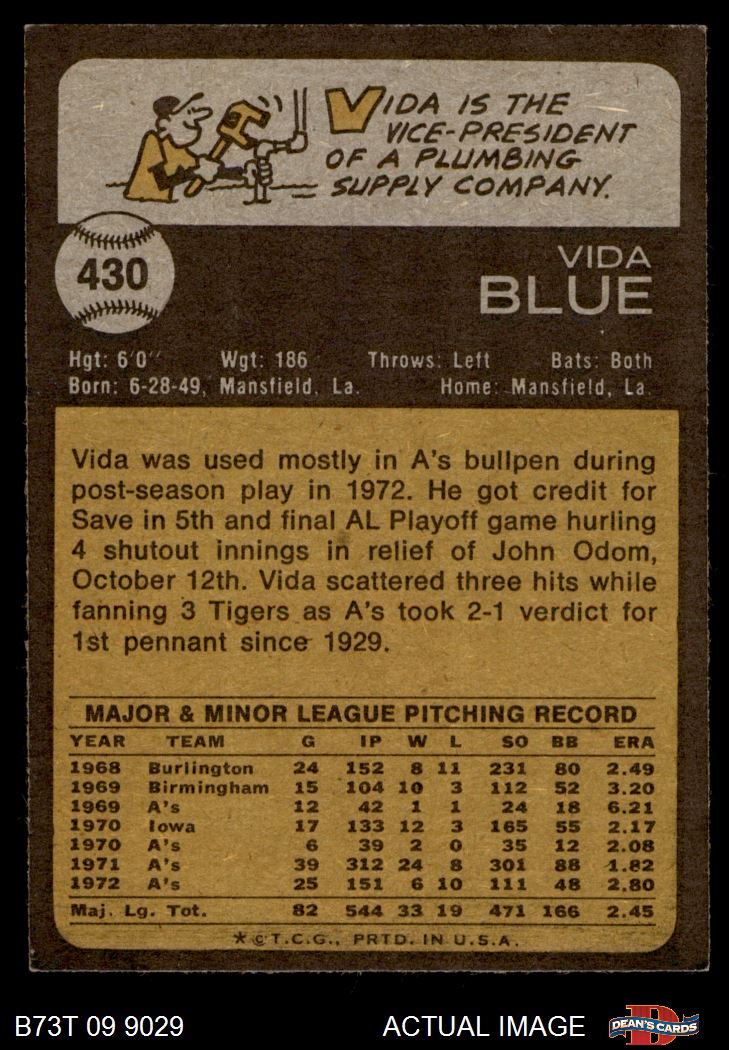 VIDA IS THE
VICE-PRESIDENT
OF A PLUMBING
SUPPLY COMPANY.
430
VIDA
BLUE
Hgt: 6'0" Wgt: 186 Throws: Left Bats: Both
Born: 6-28-49, Mansfield, La. Home: Mansfield, La.
Vida was used mostly in A's bullpen during
post-season play in 1972. He got credit for
Save in 5th and final AL Playoff game hurling
4 shutout innings in relief of John Odom,
October 12th. Vida scattered three hits while
fanning 3 Tigers as A's took 2-1 verdict for
1st pennant since 1929.
MAJOR & MINOR LEAGUE PITCHING RECORD
YEAR TEAM G IP W L SO BB ERA
1968 Burlington 24 152 8 11 231 80 2.49
1969 Birmingham 15 104 10 3 112 52 3.20
1969 A's 12 42 1 1 24 18 6.21
1970 Iowa 17 133 12 3 165 55 2.17
1970 A's 6 39 2 0 35 12 2.08
1971 A's 39 312 24 8 301 88 1.82
1972 A's 25 151 6 10 111 48 2.80
Maj. Lg. Tot. 82 544 33 19 471 166 2.45
*©T.C.G., PRTD. IN U.S.A.
B73T 09 9029 ACTUAL IMAGE DEAN'S CARDS